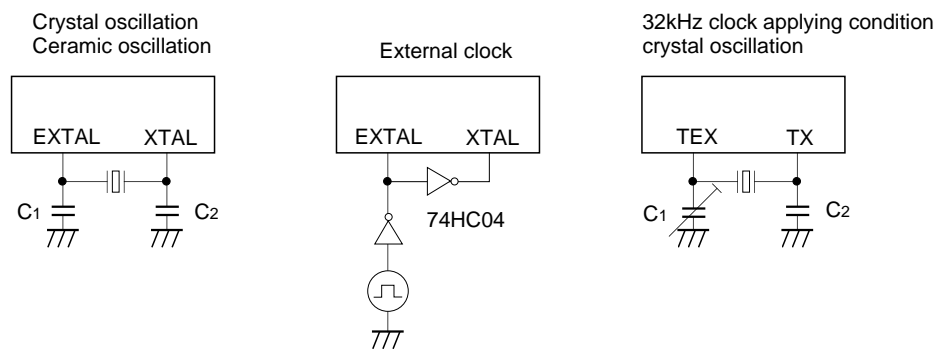 Crystal oscillation
Ceramic oscillation
EXTAL XTAL
C1 C2
External clock
EXTAL XTAL
74HC04
32kHz clock applying condition
crystal oscillation
TEX TX
C1 C2